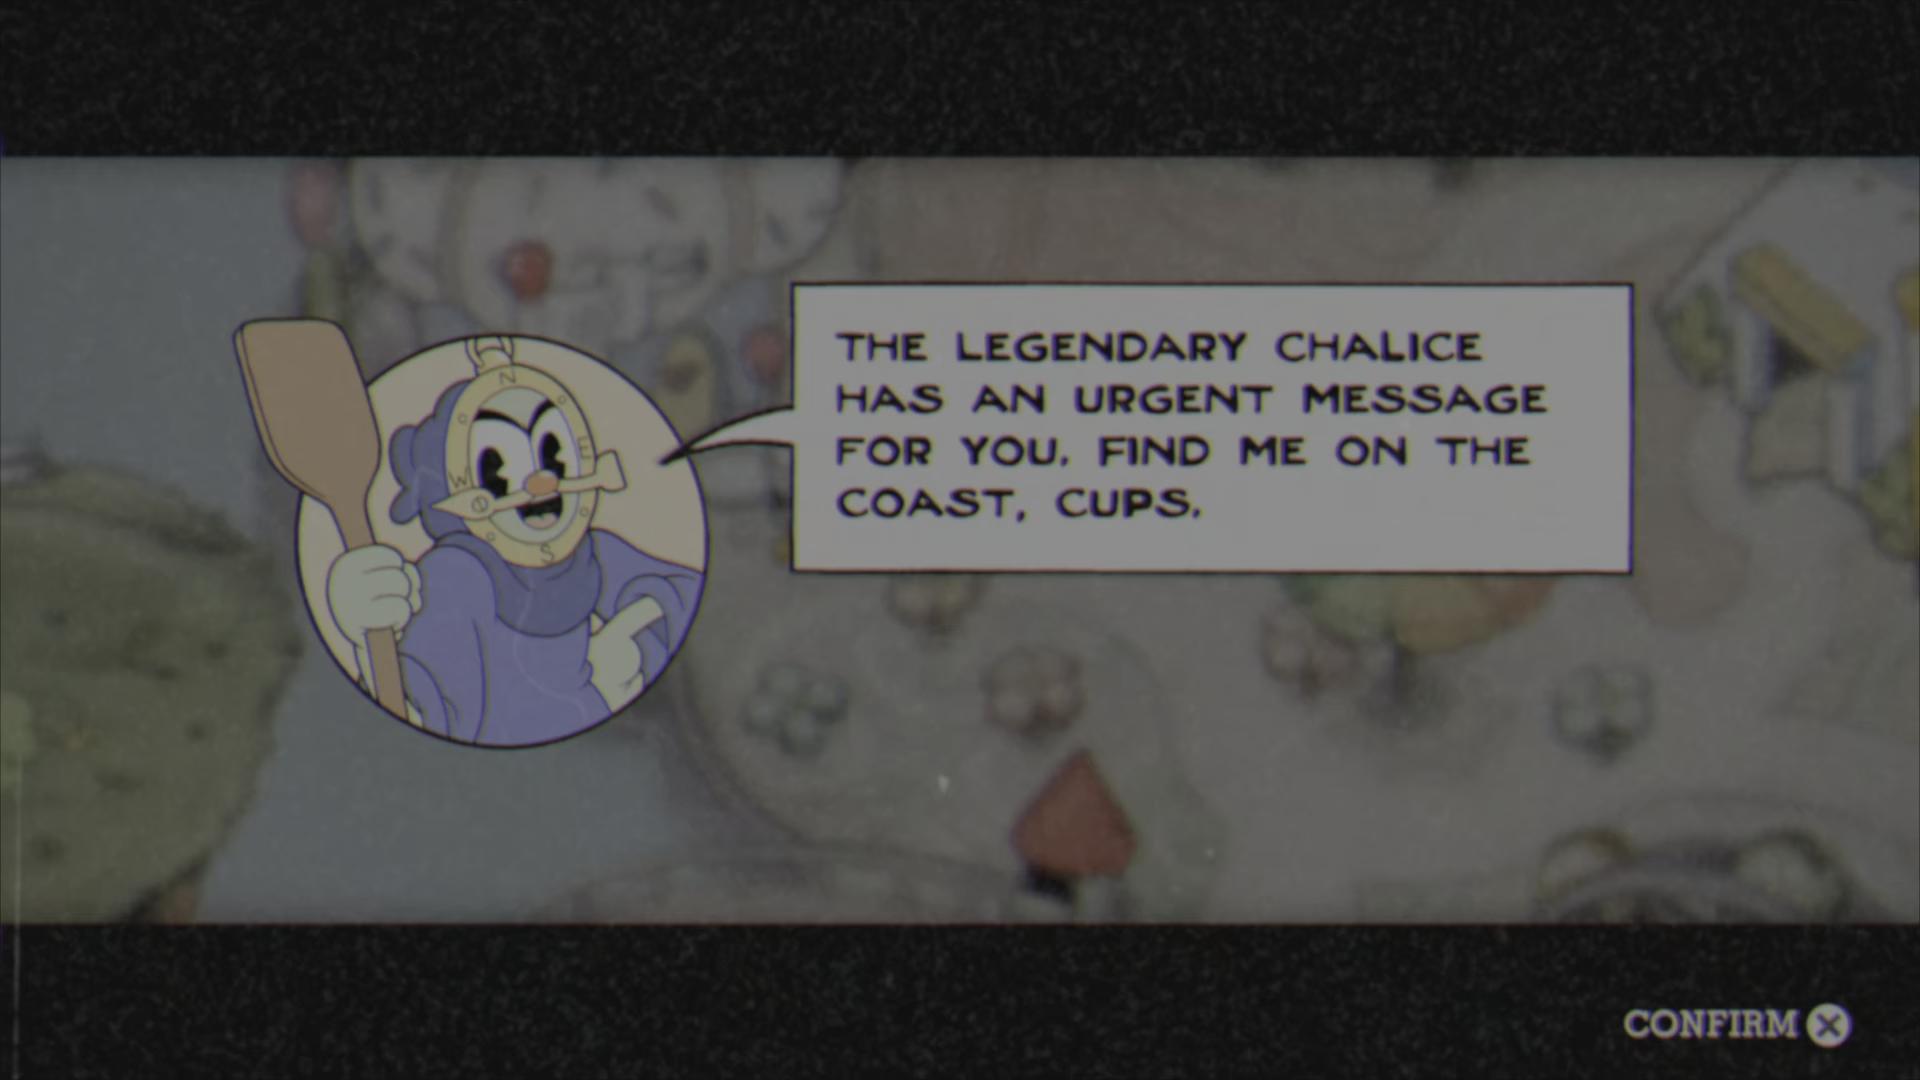 THE LEGENDARY CHALICE
HAS AN URGENT MESSAGE
FOR YOU. FIND ME ON THE
COAST, CUPS.
N
E
W
S
CONFIRM X